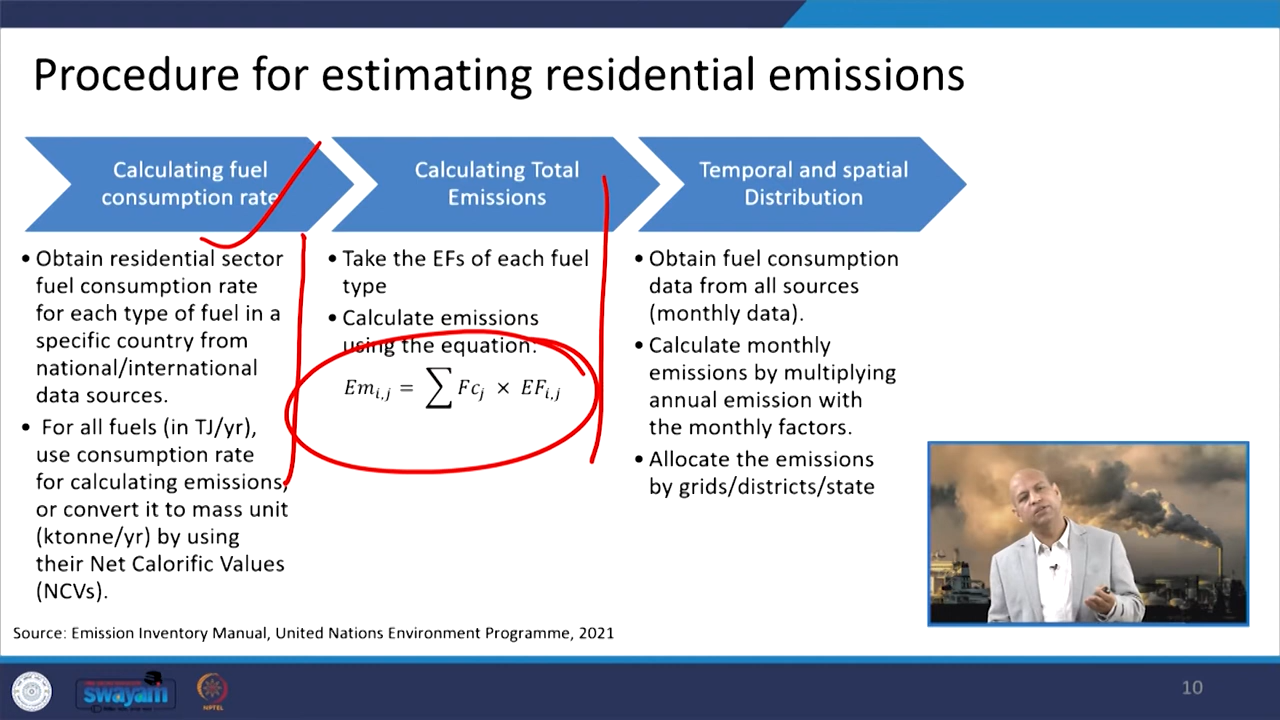 Procedure for estimating residential emissions
Calculating fuel
consumption rate
Calculating Total
Emissions
Temporal and spatial
Distribution
• Obtain residential sector
fuel consumption rate
for each type of fuel in a
specific country from
national/international
data sources.
• For all fuels (in TJ/yr),
use consumption rate
for calculating emissions,
or convert it to mass unit
(ktonne/yr) by using
their Net Calorific Values
(NCVs).
• Take the EFs of each fuel
type
• Calculate emissions
using the equation:
Em_{i,j} = ∑ Fc_j × EF_{i,j}
• Obtain fuel consumption
data from all sources
(monthly data).
• Calculate monthly
emissions by multiplying
annual emission with
the monthly factors.
• Allocate the emissions
by grids/districts/state
Source: Emission Inventory Manual, United Nations Environment Programme, 2021
swayam
NPTEL
10